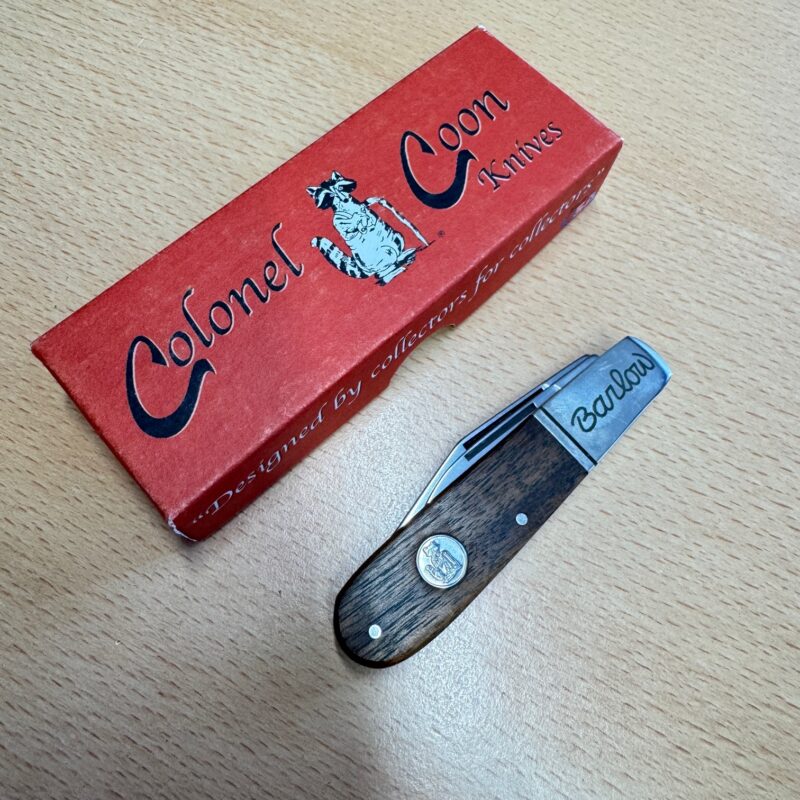 Colonel Coon
Knives
®
"Designed by collectors for collectors"
Barlow